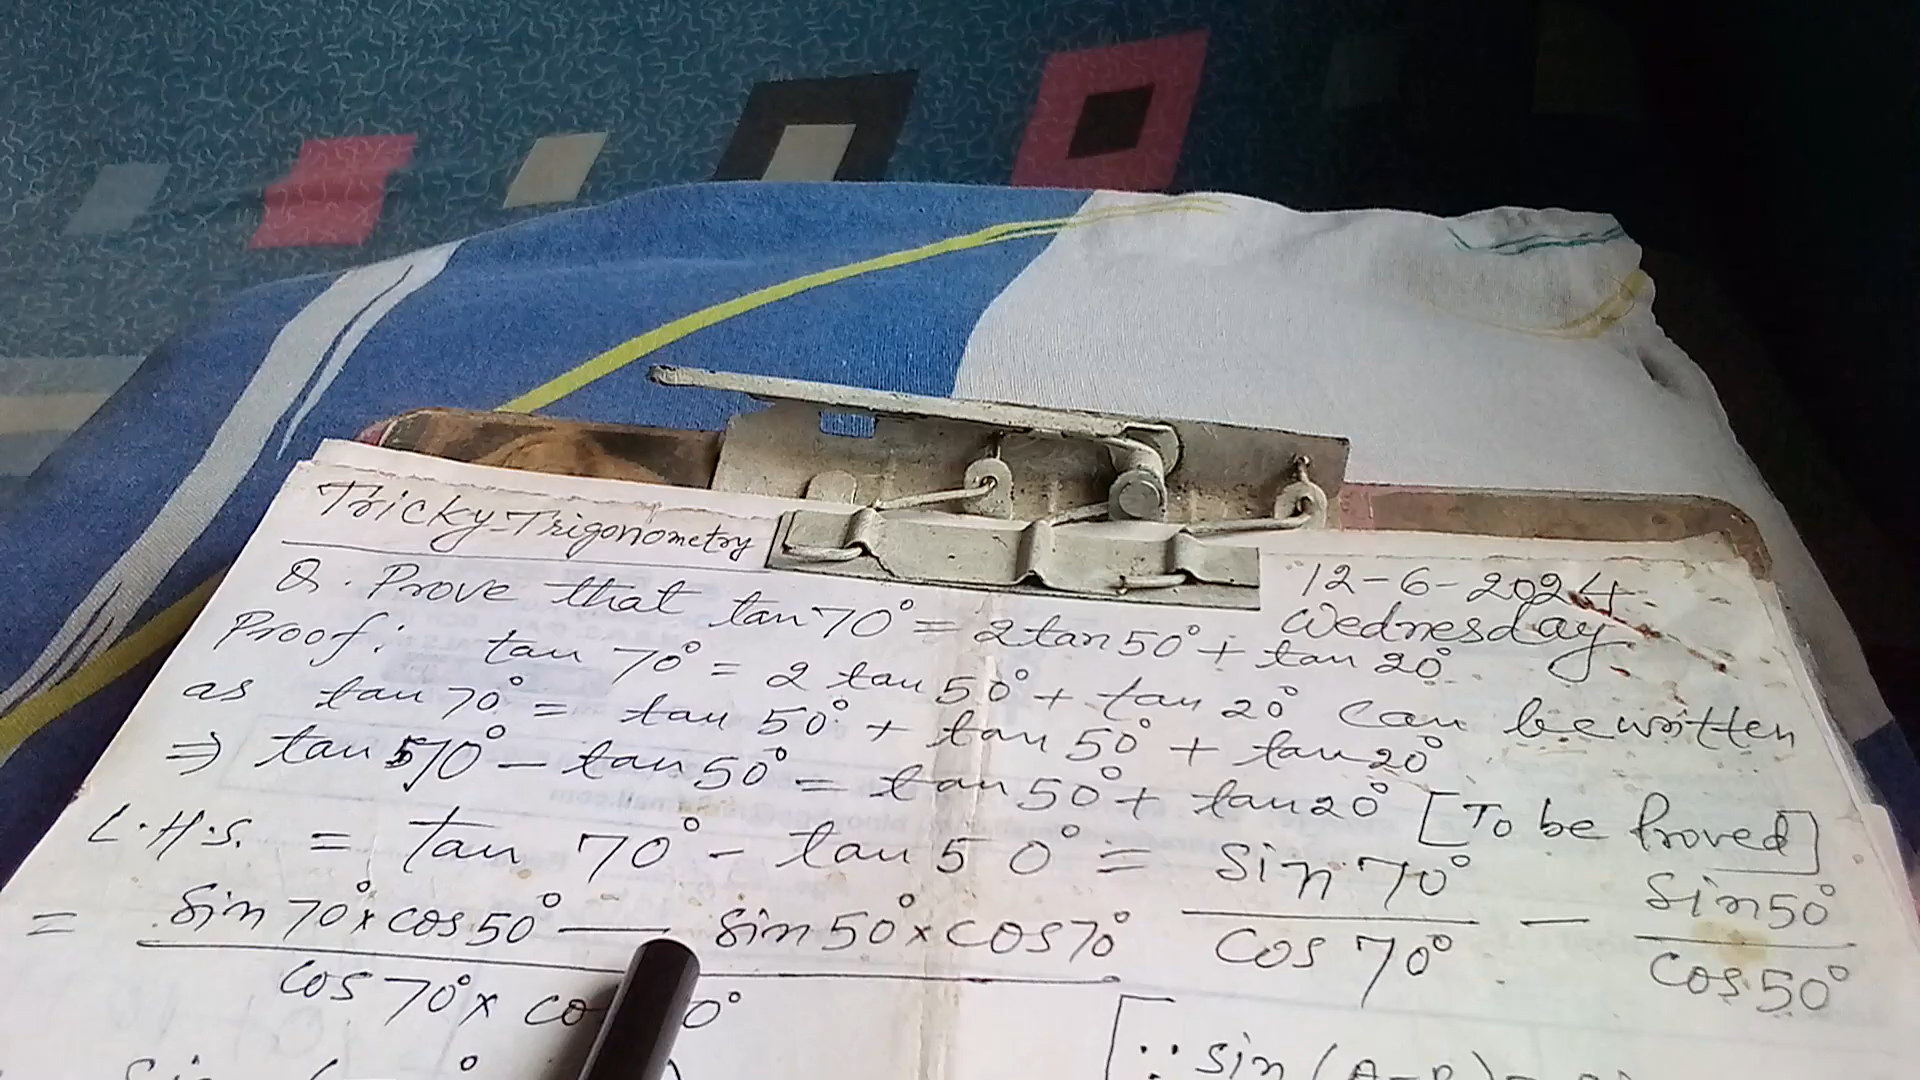 Tricky-Trigonometry
12-6-2024
Wednesday
Q. Prove that tan 70° = 2 tan 50° + tan 20°
Proof: tan 70° = 2 tan 50° + tan 20° can be written
as tan 70° = tan 50° + tan 50° + tan 20°
⇒ tan 70° - tan 50° = tan 50° + tan 20° [To be Proved]
L.H.S. = tan 70° - tan 50° = sin 70° / cos 70° - sin 50° / cos 50°
= sin 70° x cos 50° - sin 50° x cos 70° / cos 70° x
[∵ sin (A-B) =